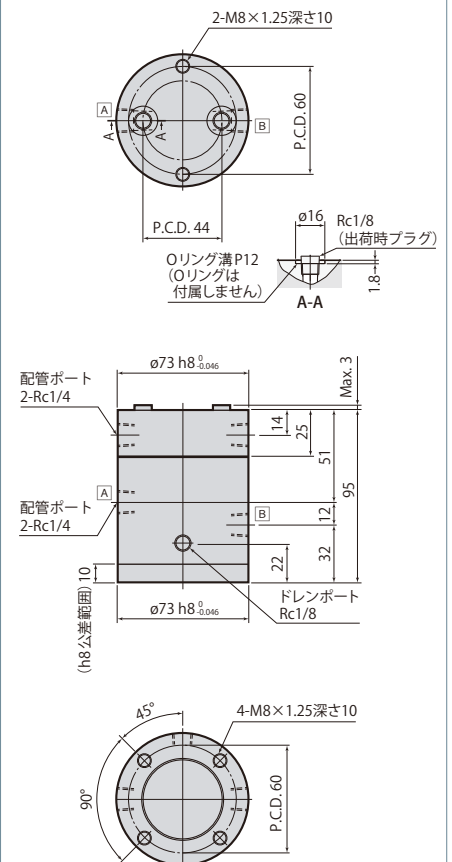 2-M8×1.25深さ10
A
B
A
A
P.C.D. 60
P.C.D. 44
ø16
Rc1/8
（出荷時プラグ）
Oリング溝P12
（Oリングは
付属しません）
1.8
A-A
ø73 h8 0 -0.046
Max. 3
配管ポート
2-Rc1/4
14
25
51
95
A
配管ポート
2-Rc1/4
B
12
32
22
10
（h8公差範囲）
ø73 h8 0 -0.046
ドレンポート
Rc1/8
45°
4-M8×1.25深さ10
90°
P.C.D. 60